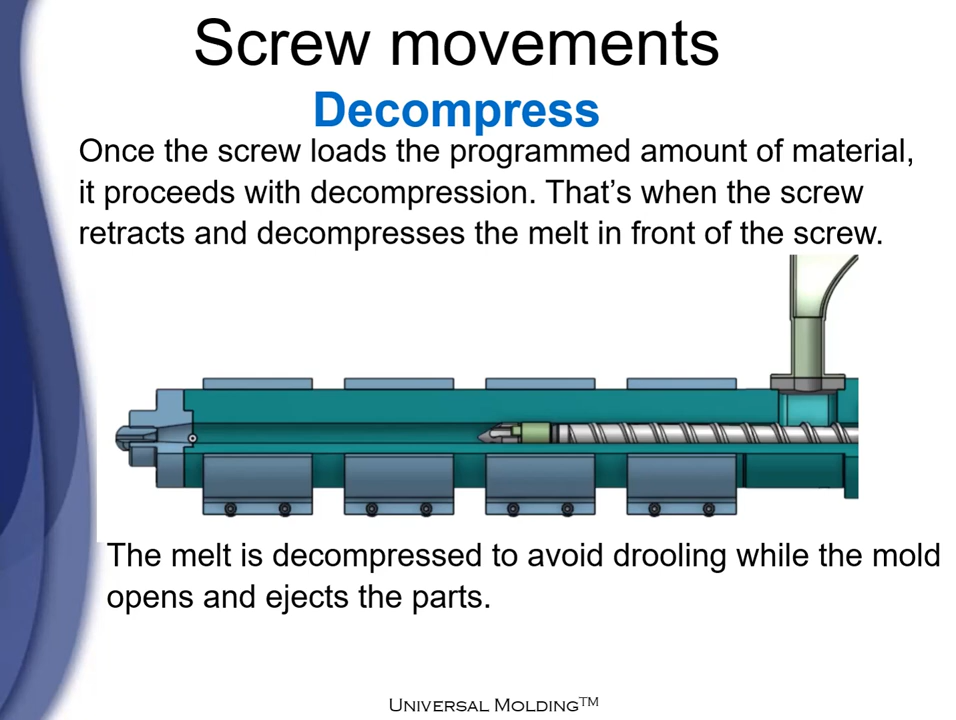 Screw movements
Decompress
Once the screw loads the programmed amount of material,
it proceeds with decompression. That’s when the screw
retracts and decompresses the melt in front of the screw.
The melt is decompressed to avoid drooling while the mold
opens and ejects the parts.
Universal Molding™